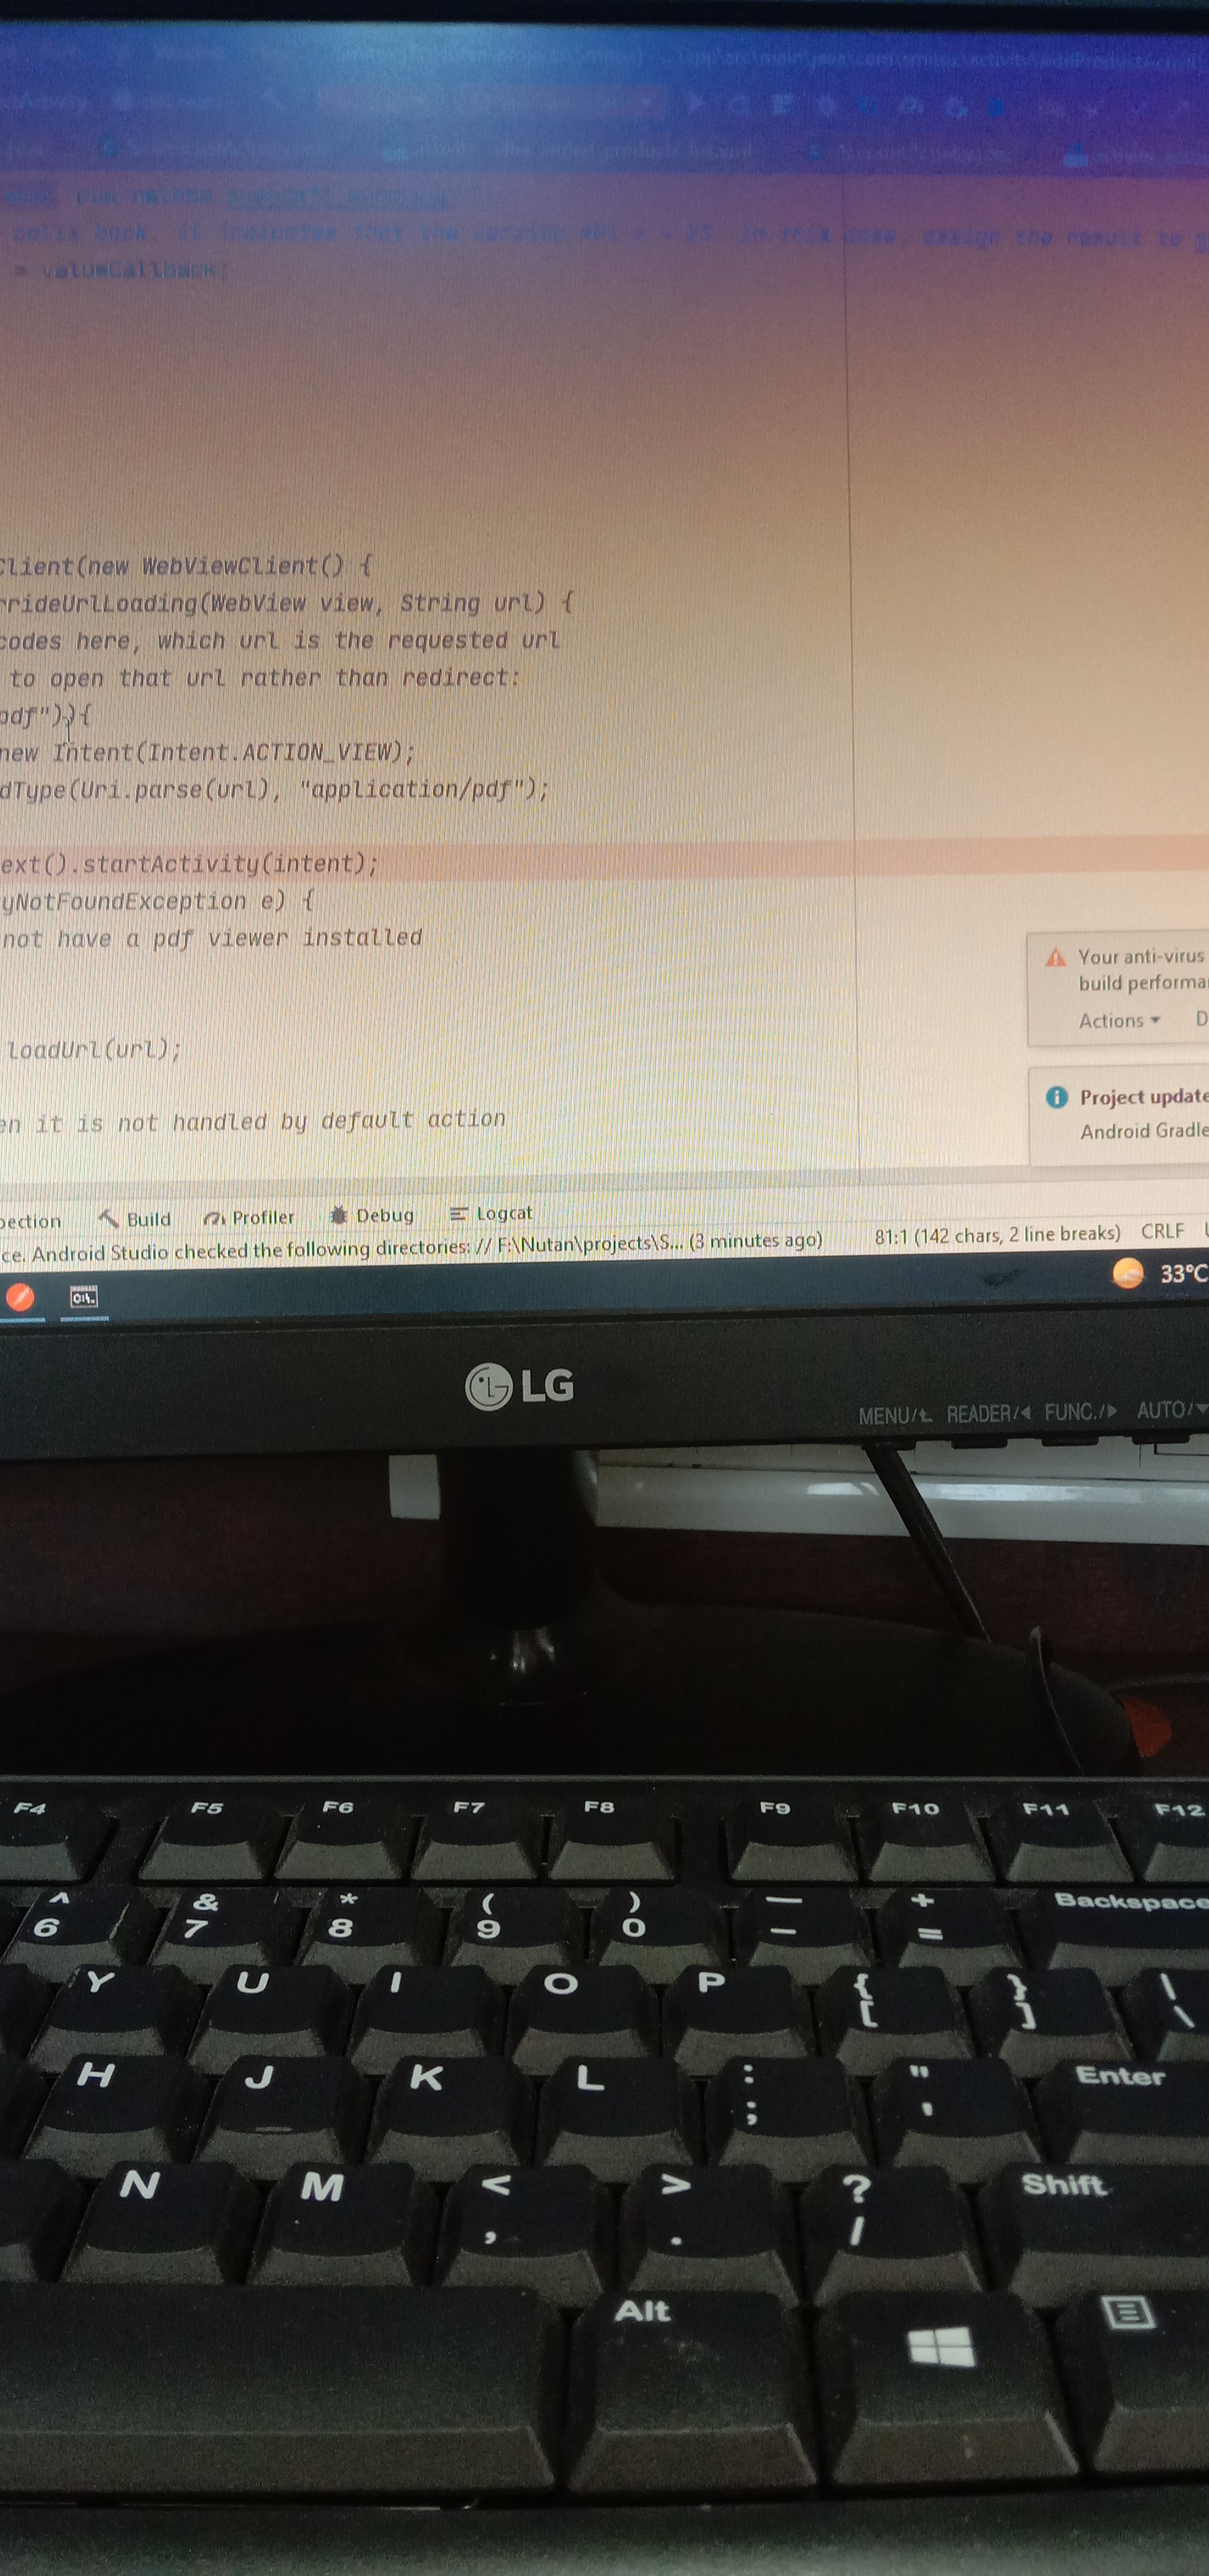 = valueCallback;
Client(new WebViewClient() {
rrideUrlLoading(WebView view, String url) {
codes here, which url is the requested url
to open that url rather than redirect:
pdf")){
new Intent(Intent.ACTION_VIEW);
dType(Uri.parse(url), "application/pdf");
ext().startActivity(intent);
yNotFoundException e) {
not have a pdf viewer installed
loadUrl(url);
en it is not handled by default action
Your anti-virus
build performa
Actions
D
Project update
Android Gradle
pection Build Profiler Debug Logcat
ce. Android Studio checked the following directories: // F:\Nutan\projects\S... (3 minutes ago) 81:1 (142 chars, 2 line breaks) CRLF
33°C
LG
MENU/ READER/ FUNC./ AUTO/
F4 F5 F6 F7 F8 F9 F10 F11 F12
^ & * ( ) — +
6 7 8 9 0 – = Backspace
Y U I O P { } |
[ ] \
H J K L : " Enter
; '
N M < > ? Shift
, . /
Alt